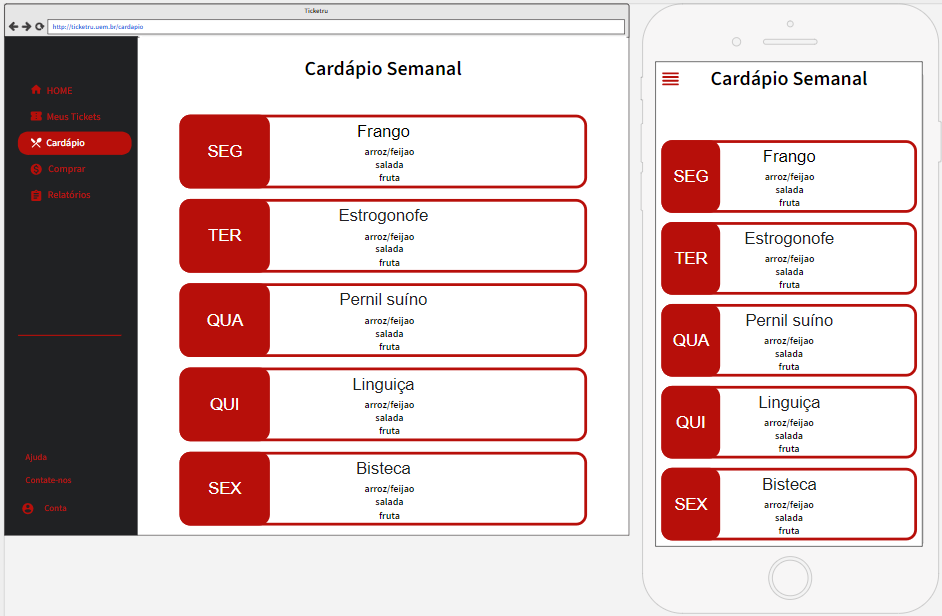 Ticketru
http://ticketru.uem.br/cardapio
HOME
Meus Tickets
Cardápio
Comprar
Relatórios
Ajuda
Contate-nos
Conta
Cardápio Semanal
SEG
Frango
arroz/feijao
salada
fruta
TER
Estrogonofe
arroz/feijao
salada
fruta
QUA
Pernil suíno
arroz/feijao
salada
fruta
QUI
Linguiça
arroz/feijao
salada
fruta
SEX
Bisteca
arroz/feijao
salada
fruta
Cardápio Semanal
SEG
Frango
arroz/feijao
salada
fruta
TER
Estrogonofe
arroz/feijao
salada
fruta
QUA
Pernil suíno
arroz/feijao
salada
fruta
QUI
Linguiça
arroz/feijao
salada
fruta
SEX
Bisteca
arroz/feijao
salada
fruta